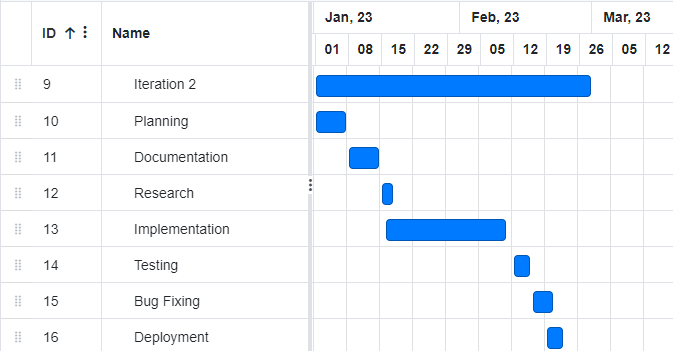 Jan, 23 Feb, 23 Mar, 23
ID Name
01 08 15 22 29 05 12 19 26 05 12
9 Iteration 2
10 Planning
11 Documentation
12 Research
13 Implementation
14 Testing
15 Bug Fixing
16 Deployment